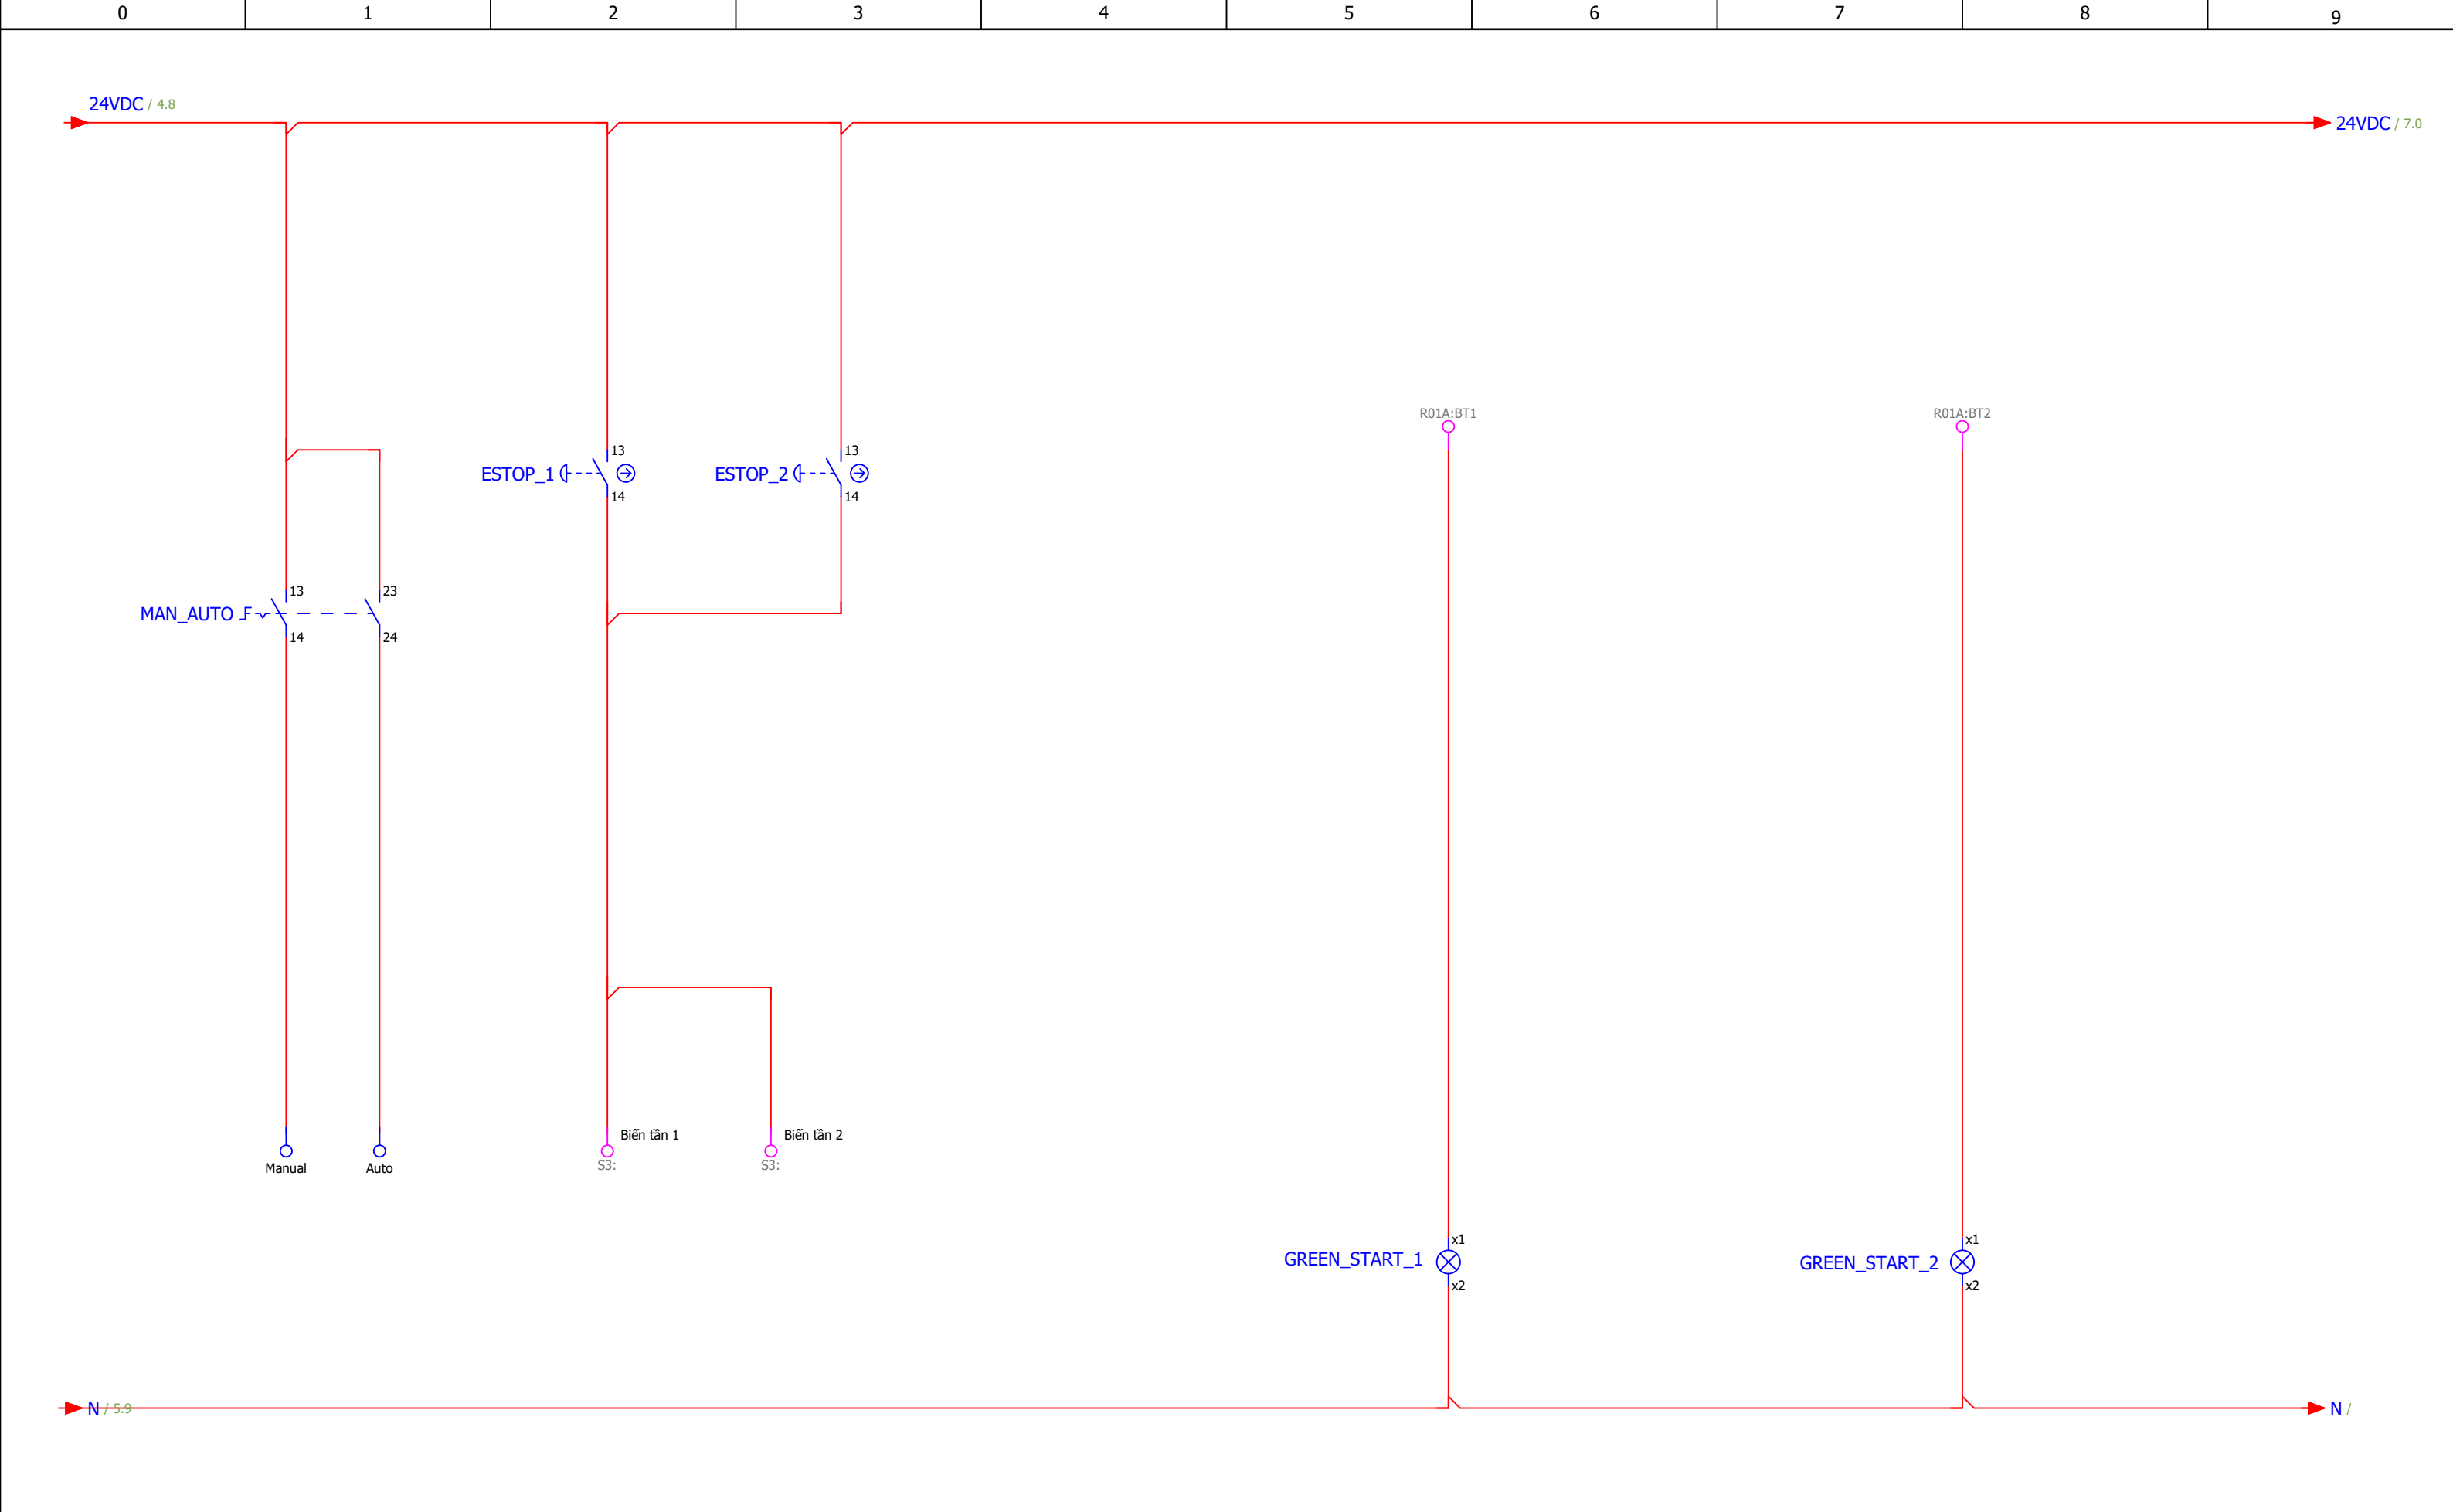 0 1 2 3 4 5 6 7 8 9
24VDC / 4.8
24VDC / 7.0
R01A:BT1
R01A:BT2
13
13
ESTOP_1
ESTOP_2
14
14
13
23
MAN_AUTO
14
24
Biến tần 1
Biến tần 2
Manual
Auto
S3:
S3:
x1
x1
GREEN_START_1
GREEN_START_2
x2
x2
N / 5.9
N /